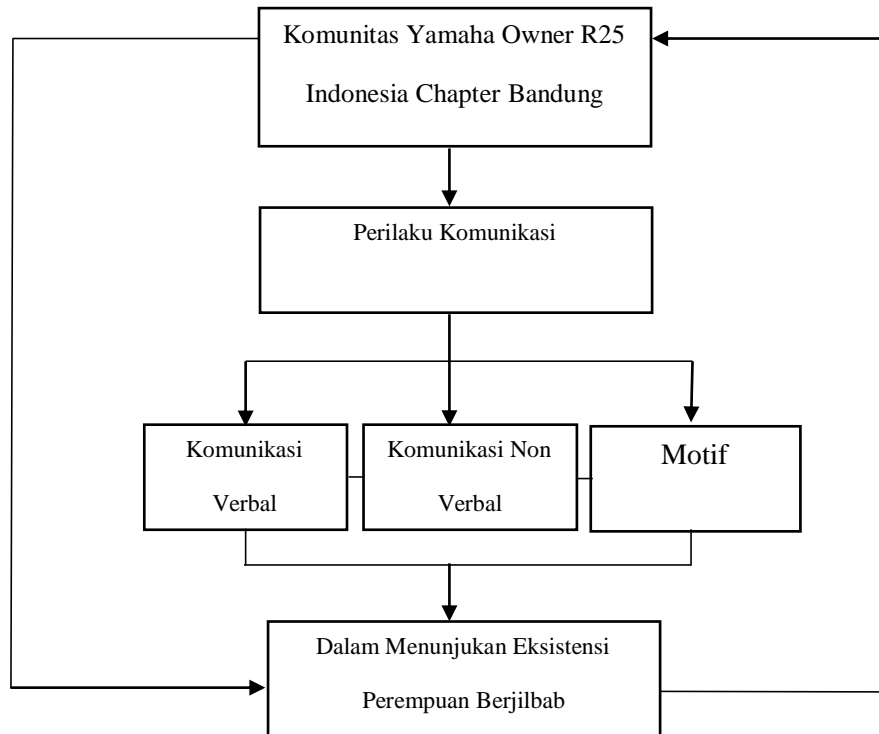 Komunitas Yamaha Owner R25
Indonesia Chapter Bandung
Perilaku Komunikasi
Komunikasi
Verbal
Komunikasi Non
Verbal
Motif
Dalam Menunjukan Eksistensi
Perempuan Berjilbab